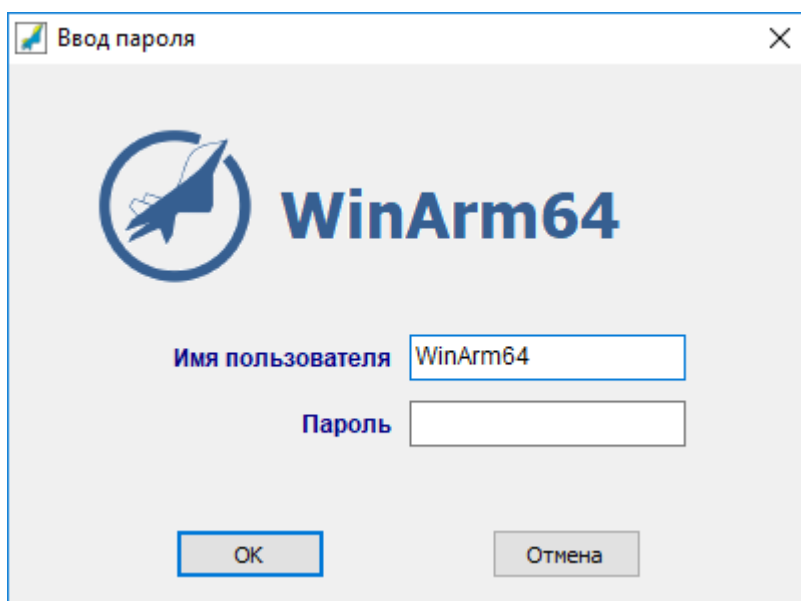 Ввод пароля
WinArm64
Имя пользователя WinArm64
Пароль
OK Отмена